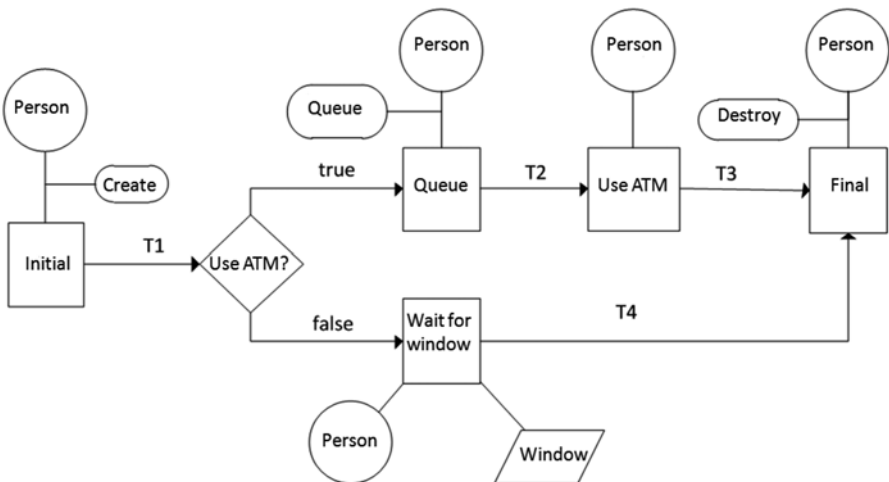 Person
Person
Person
Person
Queue
Destroy
Create
true
Queue
T2
Use ATM
T3
Final
Initial
T1
Use ATM?
false
Wait for
window
T4
Person
Window